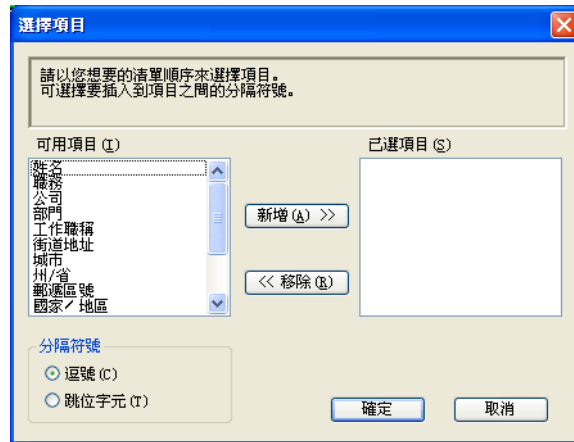 選擇項目
請以您想要的清單順序來選擇項目。
可選擇要插入到項目之間的分隔符號。
可用項目(I)
已選項目(S)
姓名
職務
公司
部門
工作職稱
街道地址
城市
州/省
郵遞區號
國家／地區
新增(A) >>
<< 移除(R)
分隔符號
逗號(C)
跳位字元(T)
確定
取消